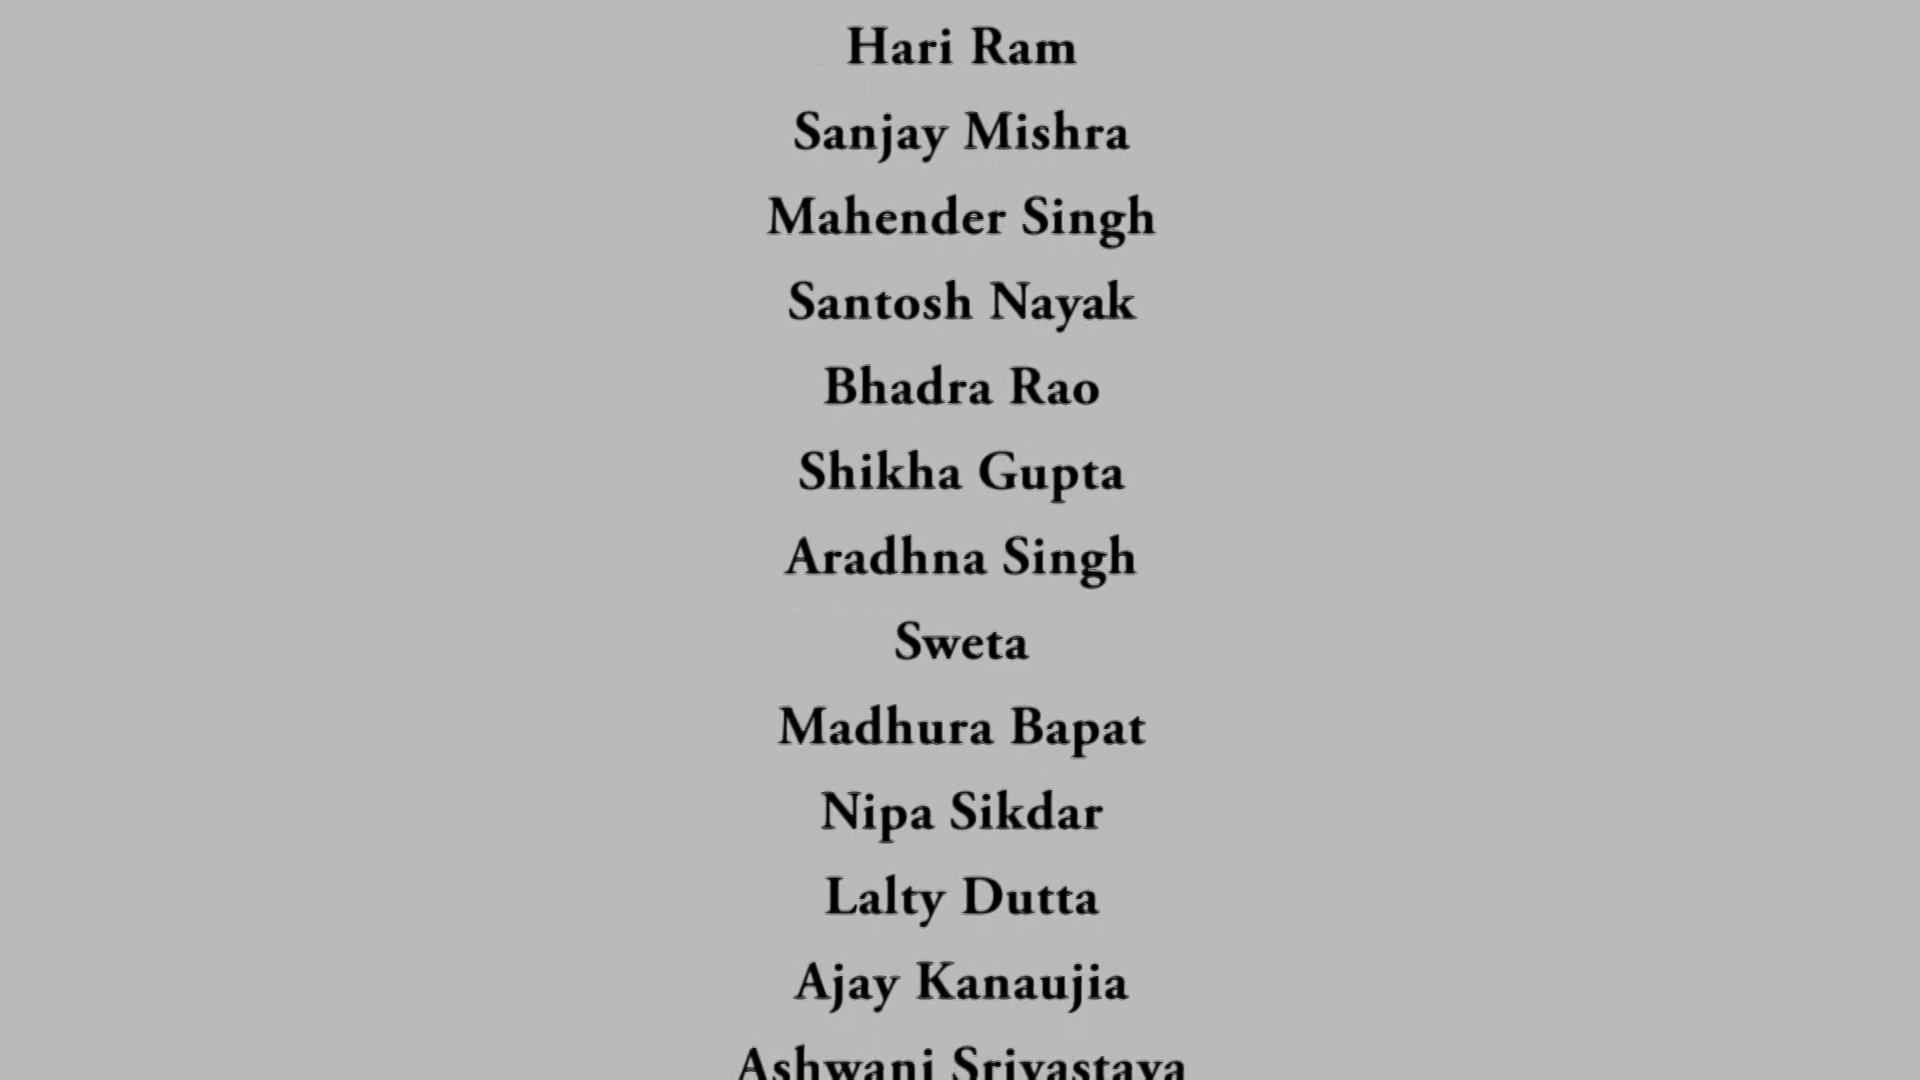 Hari Ram
Sanjay Mishra
Mahender Singh
Santosh Nayak
Bhadra Rao
Shikha Gupta
Aradhna Singh
Sweta
Madhura Bapat
Nipa Sikdar
Lalty Dutta
Ajay Kanaujia
Ashwani Srivastava